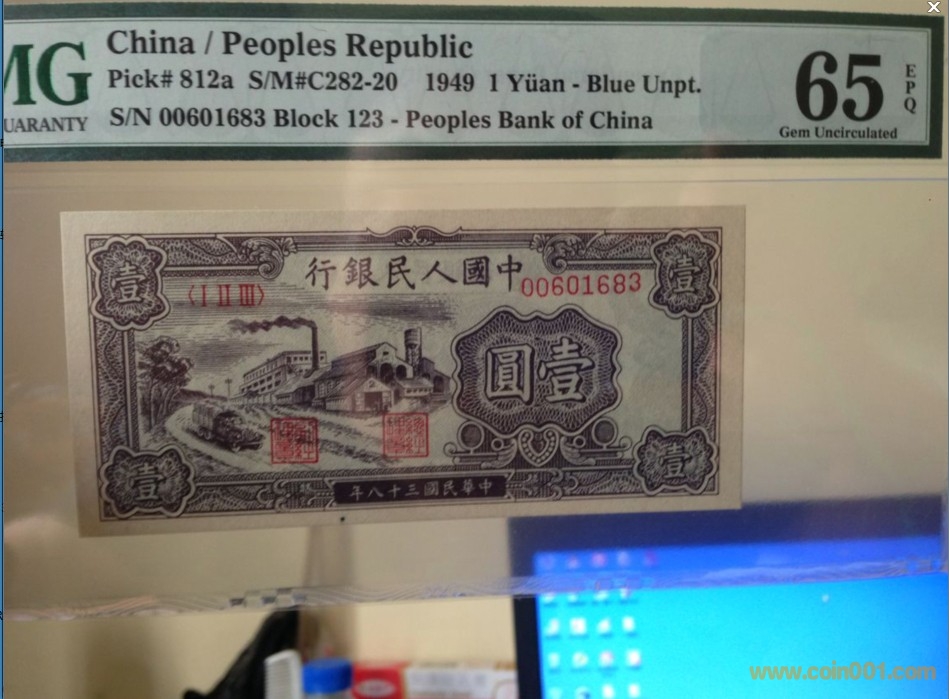 MG
UARANTY
China / Peoples Republic
Pick# 812a S/M#C282-20 1949 1 Yüan - Blue Unpt.
S/N 00601683 Block 123 - Peoples Bank of China
65
EPQ
Gem Uncirculated
壹
中國人民銀行
壹
〈I II III〉
00601683
壹圓
壹
壹
中華民國三十八年
www.coin001.com